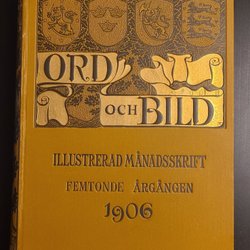 ORD
OCH BILD
ILLUSTRERAD MÅNADSSKRIFT
FEMTONDE ÅRGÅNGEN
1906